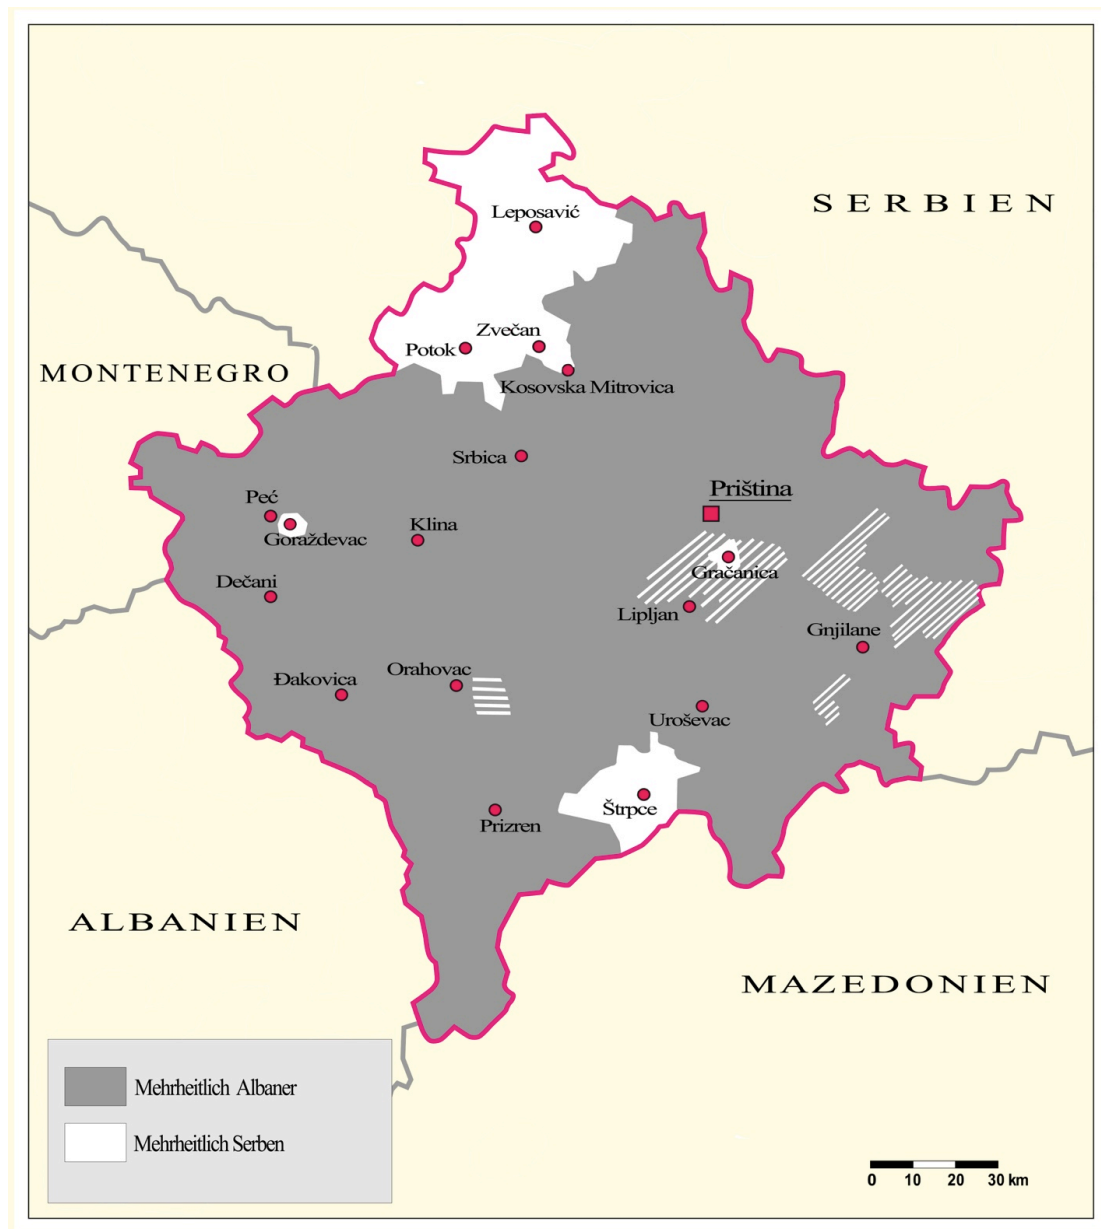 Leposavić
SERBIEN
Zvečan
Potok
MONTENEGRO
Kosovska Mitrovica
Srbica
Peć
Priština
Klina
Goraždevac
Gračanica
Dečani
Lipljan
Gnjilane
Orahovac
Đakovica
Uroševac
Štrpce
Prizren
ALBANIEN
MAZEDONIEN
Mehrheitlich Albaner
Mehrheitlich Serben
0 10 20 30 km